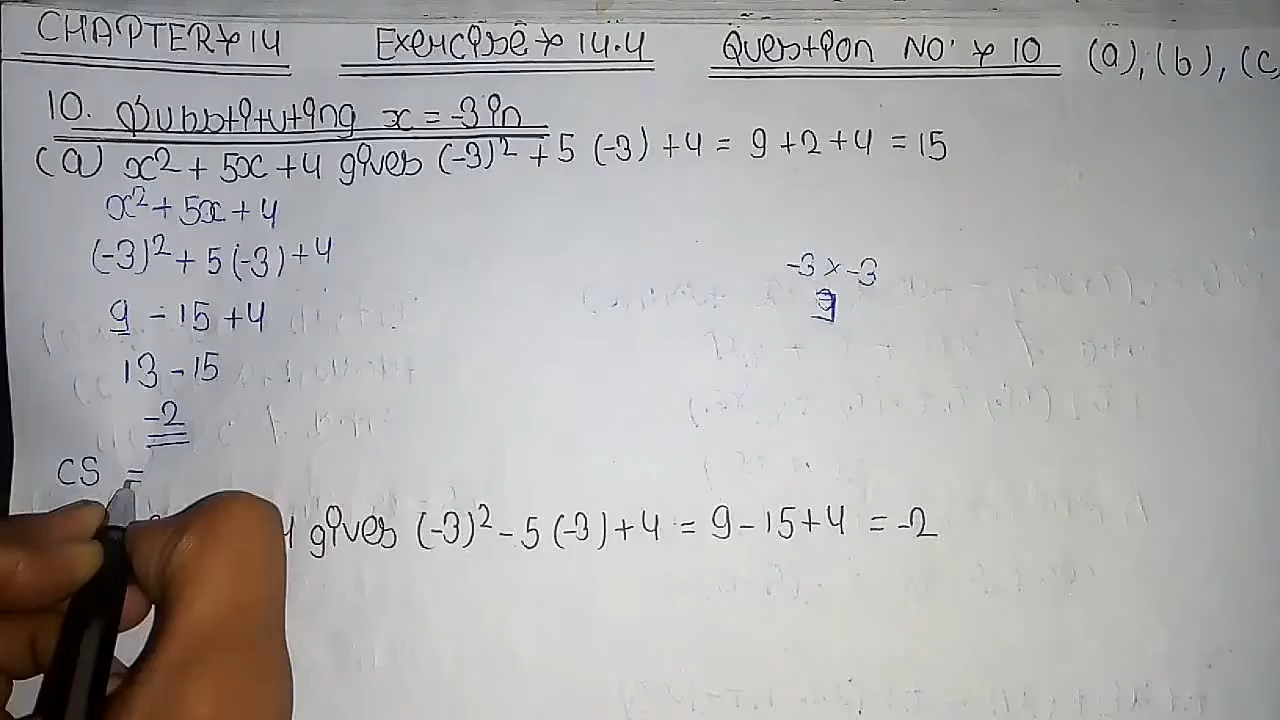 CHAPTER → 14 Exercise → 14.4 Question No. → 10 (a), (b), (c
10. Substituting x = -3 in
(a) x² + 5x + 4 gives (-3)² + 5 (-3) + 4 = 9 + 2 + 4 = 15
x² + 5x + 4
(-3)² + 5 (-3) + 4
9 - 15 + 4
13 - 15
-2
-3 × -3
9
CS =
4 gives (-3)² - 5 (-3) + 4 = 9 - 15 + 4 = -2